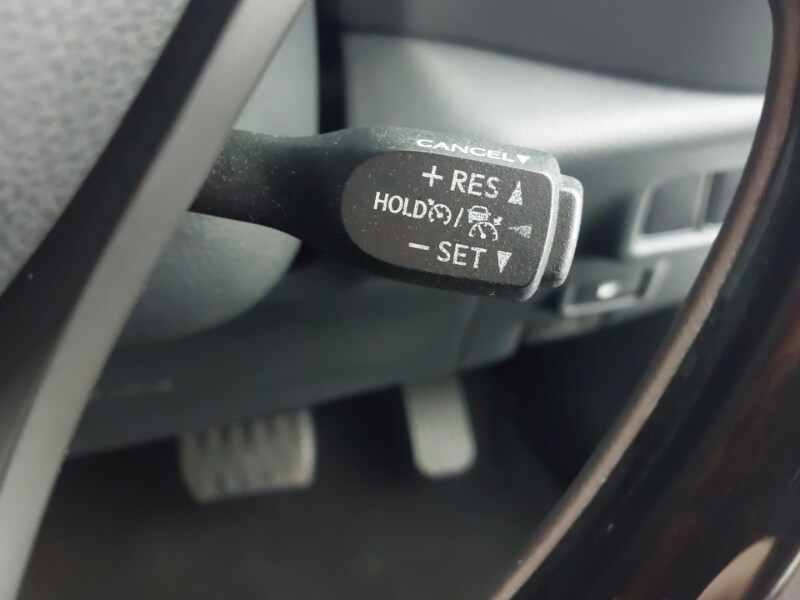 CANCEL▼
+ RES ▲
HOLD /
− SET ▼